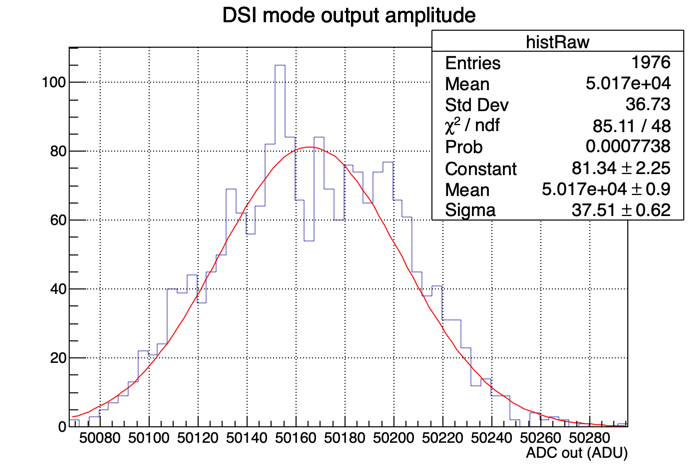 DSI mode output amplitude
histRaw
Entries 1976
Mean 5.017e+04
Std Dev 36.73
χ² / ndf 85.11 / 48
Prob 0.0007738
Constant 81.34 ± 2.25
Mean 5.017e+04 ± 0.9
Sigma 37.51 ± 0.62
100
80
60
40
20
0
50080 50100 50120 50140 50160 50180 50200 50220 50240 50260 50280
ADC out (ADU)